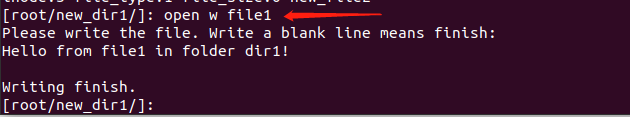 [root/new_dir1/]: open w file1
Please write the file. Write a blank line means finish:
Hello from file1 in folder dir1!
Writing finish.
[root/new_dir1/]: